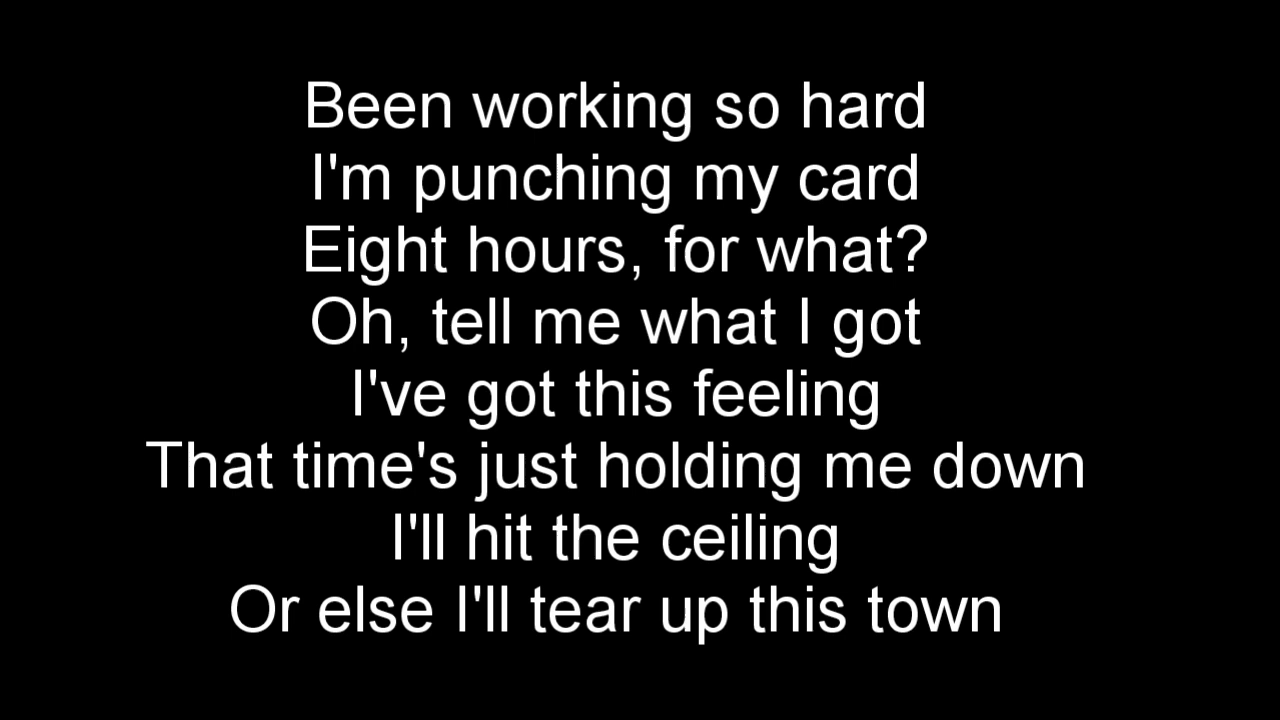 Been working so hard
I'm punching my card
Eight hours, for what?
Oh, tell me what I got
I've got this feeling
That time's just holding me down
I'll hit the ceiling
Or else I'll tear up this town